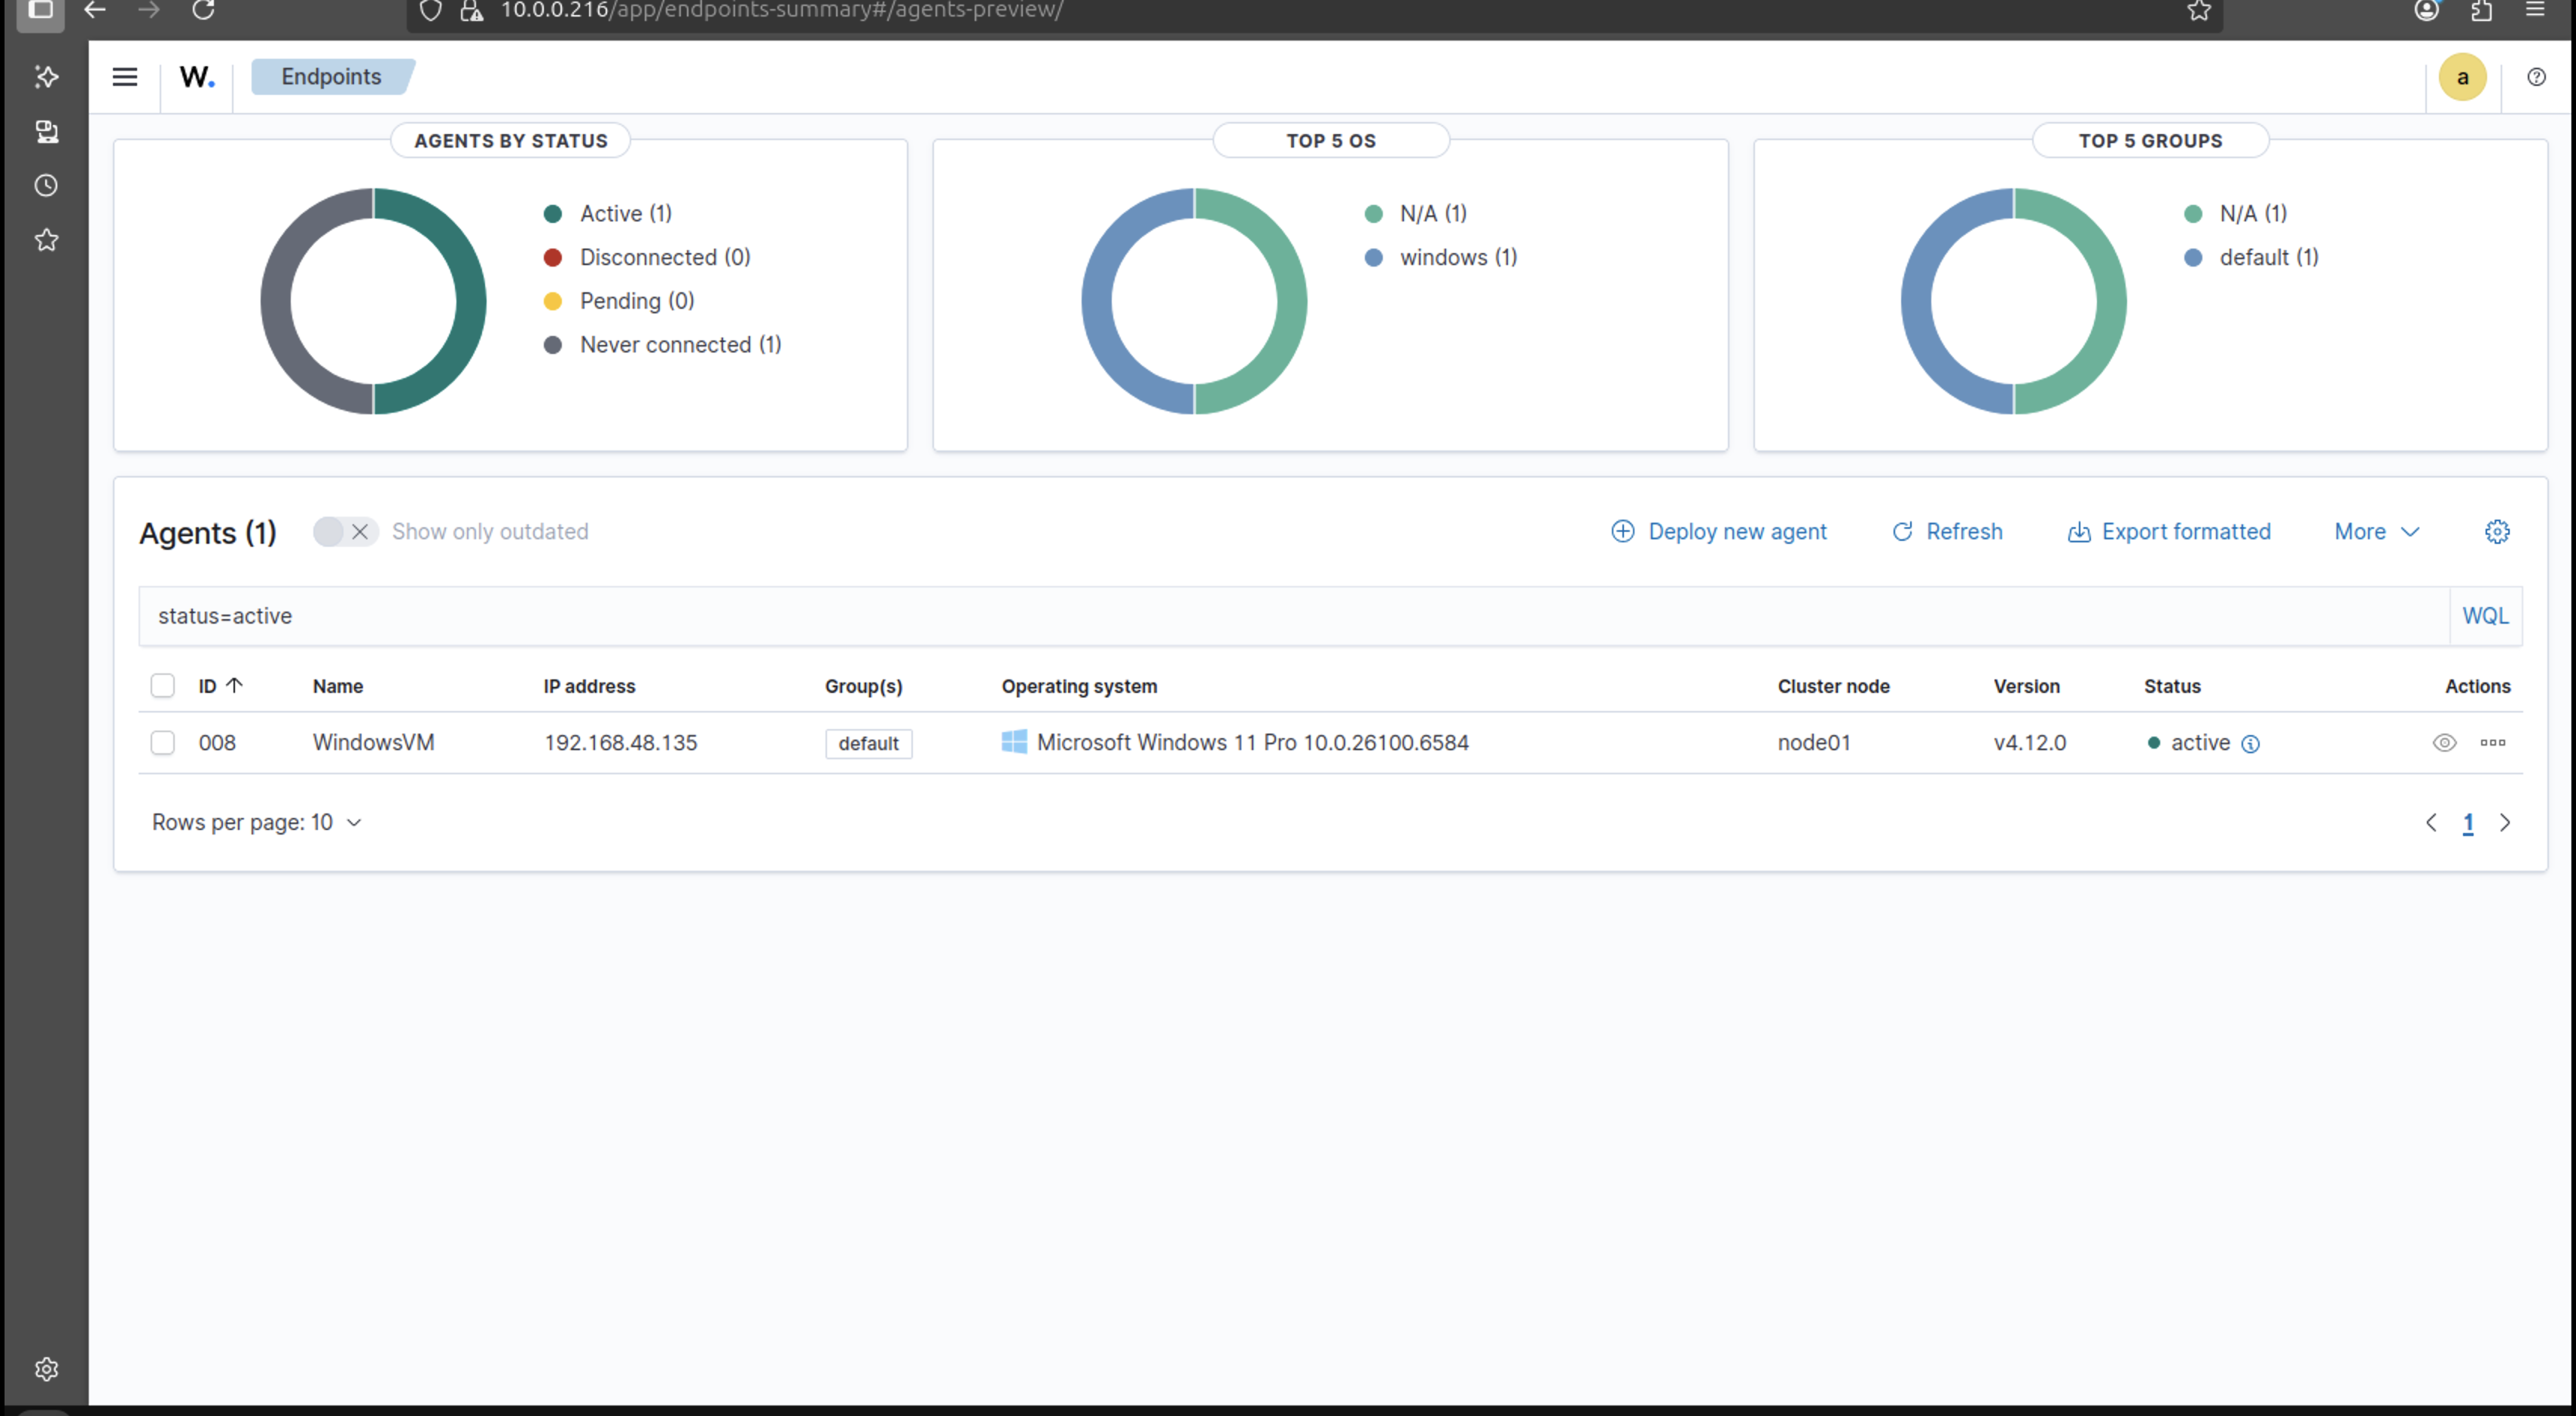 10.0.0.216/app/endpoints-summary#/agents-preview/
W. Endpoints a
AGENTS BY STATUS
Active (1)
Disconnected (0)
Pending (0)
Never connected (1)
TOP 5 OS
N/A (1)
windows (1)
TOP 5 GROUPS
N/A (1)
default (1)
Agents (1) Show only outdated Deploy new agent Refresh Export formatted More
status=active WQL
ID Name IP address Group(s) Operating system Cluster node Version Status Actions
008 WindowsVM 192.168.48.135 default Microsoft Windows 11 Pro 10.0.26100.6584 node01 v4.12.0 active
Rows per page: 10 1